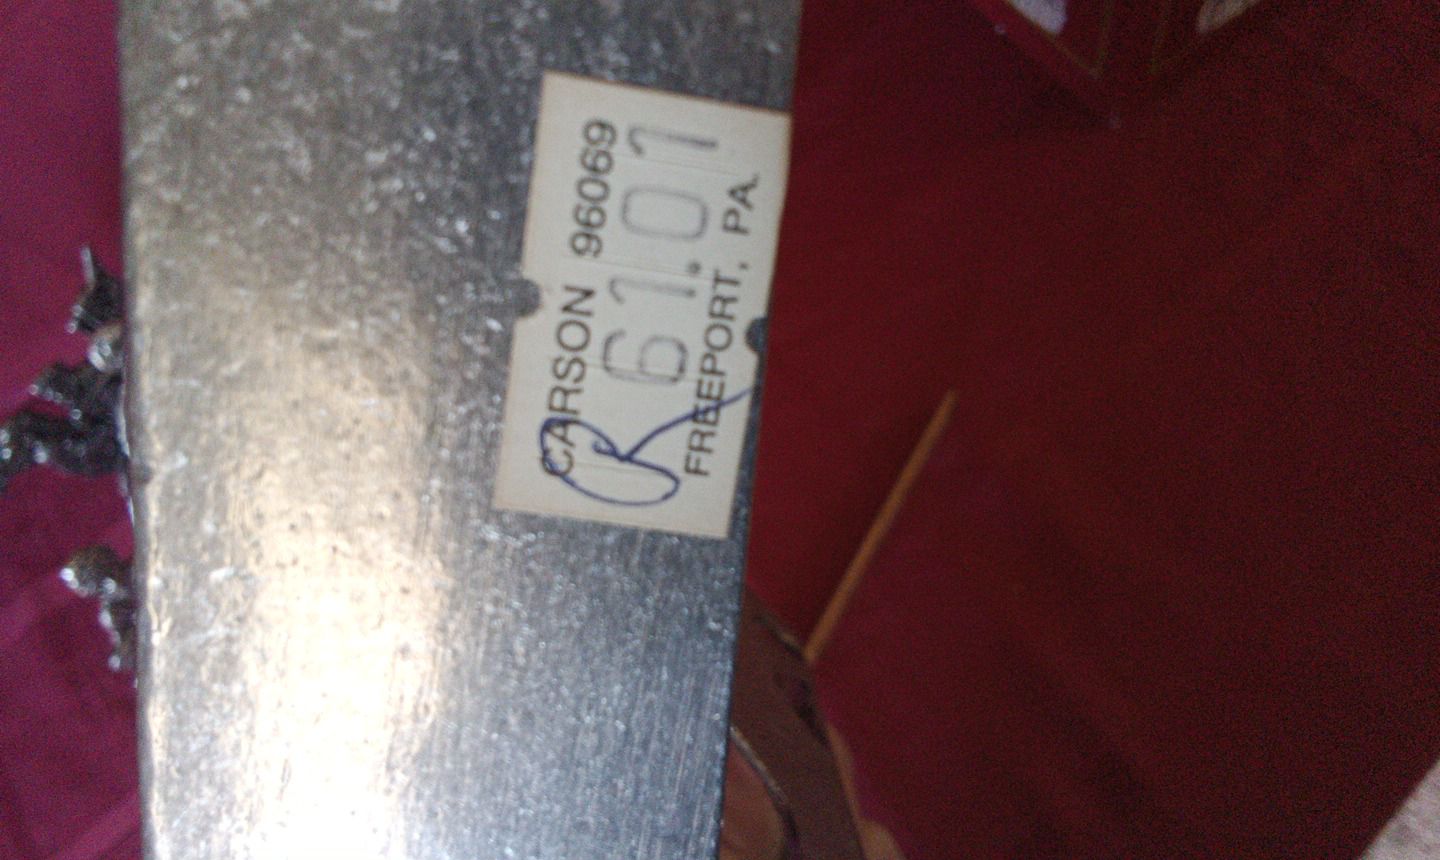 CARSON 96069
61.01
FREEPORT, PA.
R